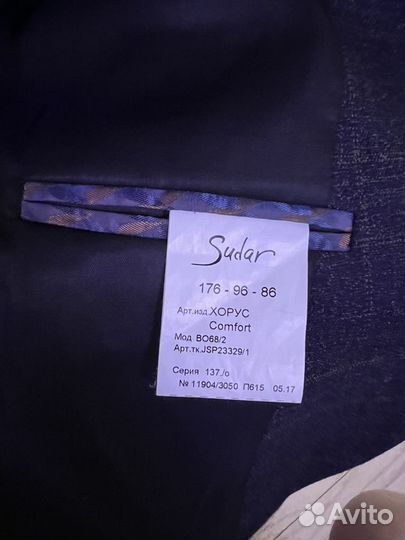 Sudar
176 - 96 - 86
Арт.изд.ХОРУС
Comfort
Мод ВО68/2
Арт.тк.JSP23329/1
Серия 137./о
№ 11904/3050 П615 05.17
Avito